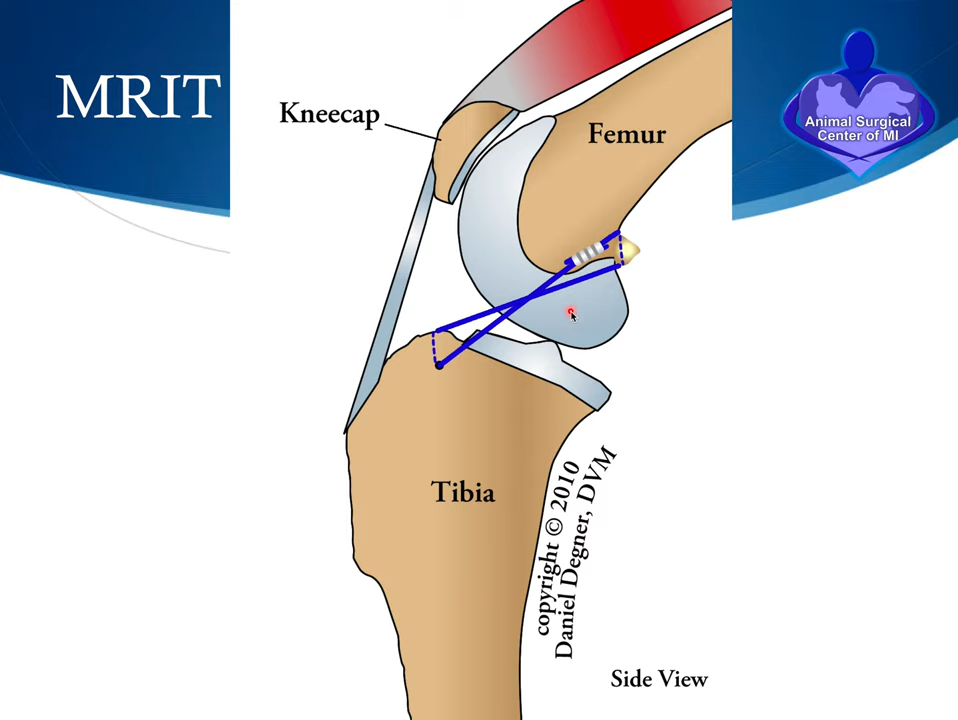 MRIT
Kneecap
Femur
Animal Surgical
Center of MI
Tibia
copyright © 2010
Daniel Degner, DVM
Side View